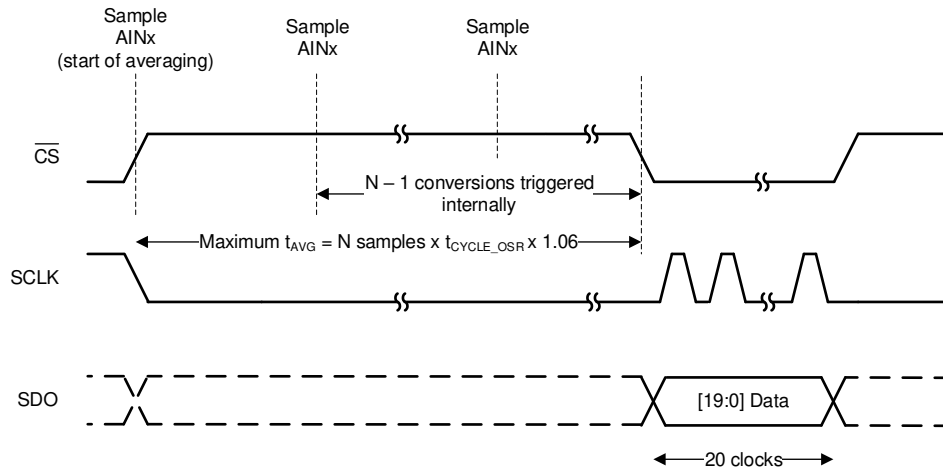 Sample
AINx
(start of averaging)
Sample
AINx
Sample
AINx
CS
N – 1 conversions triggered
internally
Maximum tAVG = N samples x tCYCLE_OSR x 1.06
SCLK
SDO
[19:0] Data
20 clocks